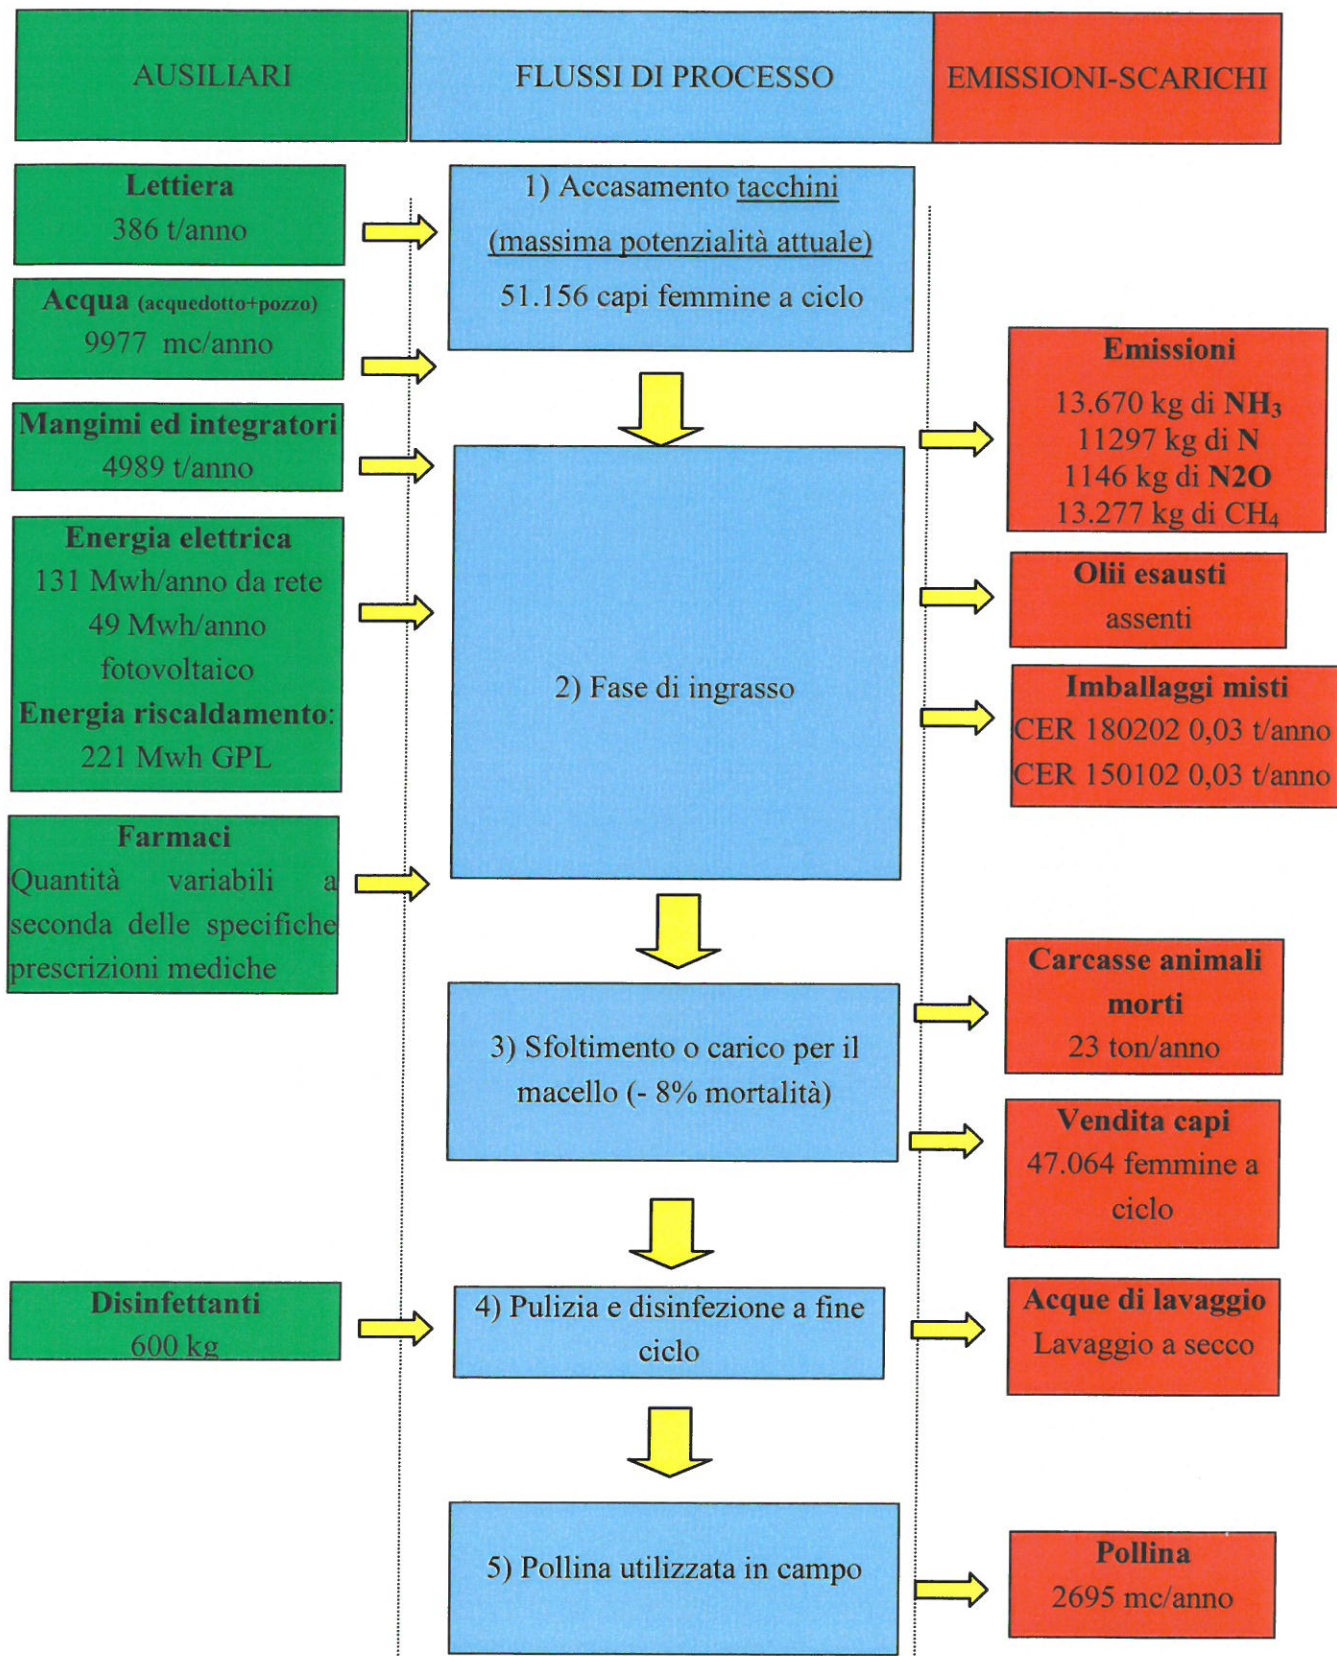 AUSILIARI
FLUSSI DI PROCESSO
EMISSIONI-SCARICHI
Lettiera
386 t/anno
Acqua (acquedotto+pozzo)
9977 mc/anno
Mangimi ed integratori
4989 t/anno
Energia elettrica
131 Mwh/anno da rete
49 Mwh/anno
fotovoltaico
Energia riscaldamento:
221 Mwh GPL
Farmaci
Quantità variabili a
seconda delle specifiche
prescrizioni mediche
Disinfettanti
600 kg
1) Accasamento tacchini
(massima potenzialità attuale)
51.156 capi femmine a ciclo
2) Fase di ingrasso
3) Sfoltimento o carico per il
macello (- 8% mortalità)
4) Pulizia e disinfezione a fine
ciclo
5) Pollina utilizzata in campo
Emissioni
13.670 kg di NH₃
11297 kg di N
1146 kg di N2O
13.277 kg di CH₄
Olii esausti
assenti
Imballaggi misti
CER 180202 0,03 t/anno
CER 150102 0,03 t/anno
Carcasse animali
morti
23 ton/anno
Vendita capi
47.064 femmine a
ciclo
Acque di lavaggio
Lavaggio a secco
Pollina
2695 mc/anno